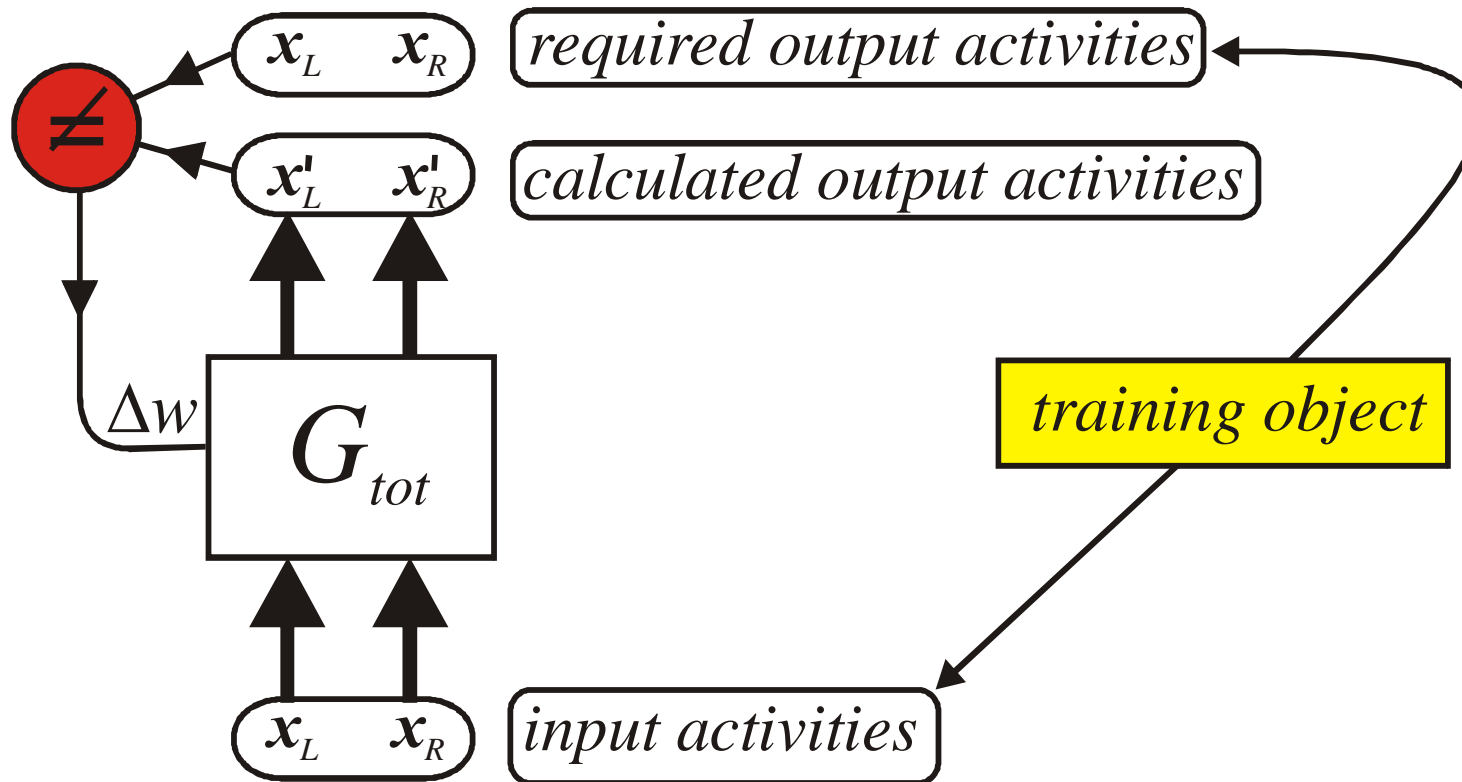 x_L x_R required output activities
≠
x'_L x'_R calculated output activities
Δw
G_tot
training object
x_L x_R input activities